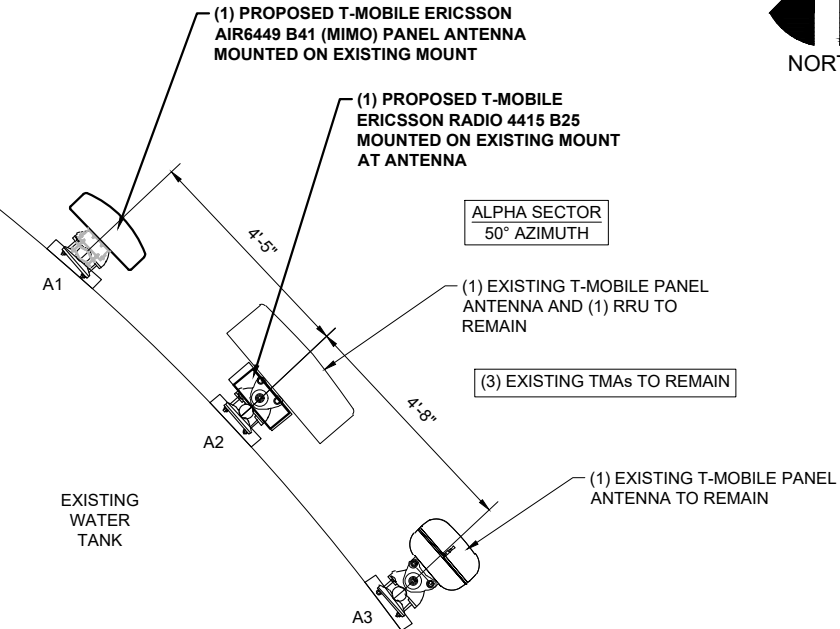 (1) PROPOSED T-MOBILE ERICSSON
AIR6449 B41 (MIMO) PANEL ANTENNA
MOUNTED ON EXISTING MOUNT
(1) PROPOSED T-MOBILE
ERICSSON RADIO 4415 B25
MOUNTED ON EXISTING MOUNT
AT ANTENNA
ALPHA SECTOR
50° AZIMUTH
4'-5"
A1
(1) EXISTING T-MOBILE PANEL
ANTENNA AND (1) RRU TO
REMAIN
(3) EXISTING TMAs TO REMAIN
4'-8"
A2
(1) EXISTING T-MOBILE PANEL
ANTENNA TO REMAIN
EXISTING
WATER
TANK
A3